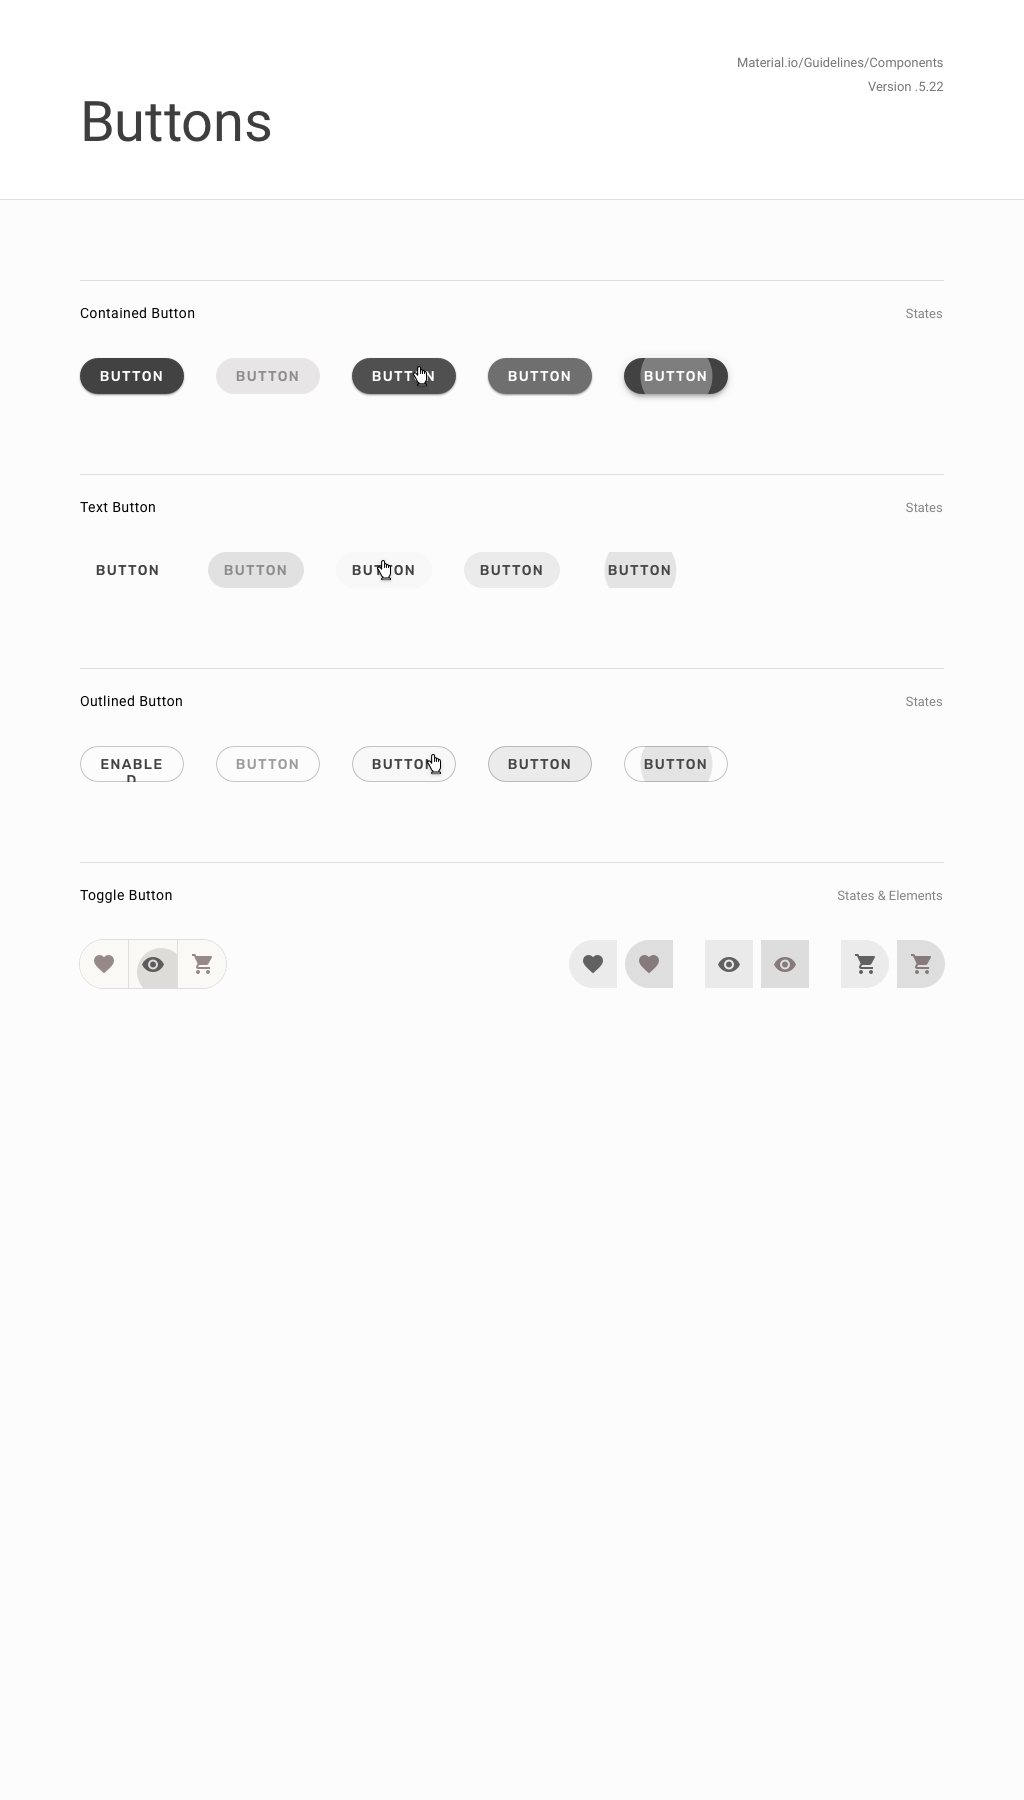 Material.io/Guidelines/Components
Version .5.22
Buttons
Contained Button States
BUTTON BUTTON BUTTON BUTTON BUTTON
Text Button States
BUTTON BUTTON BUTTON BUTTON BUTTON
Outlined Button States
ENABLE BUTTON BUTTON BUTTON BUTTON
D
Toggle Button States & Elements